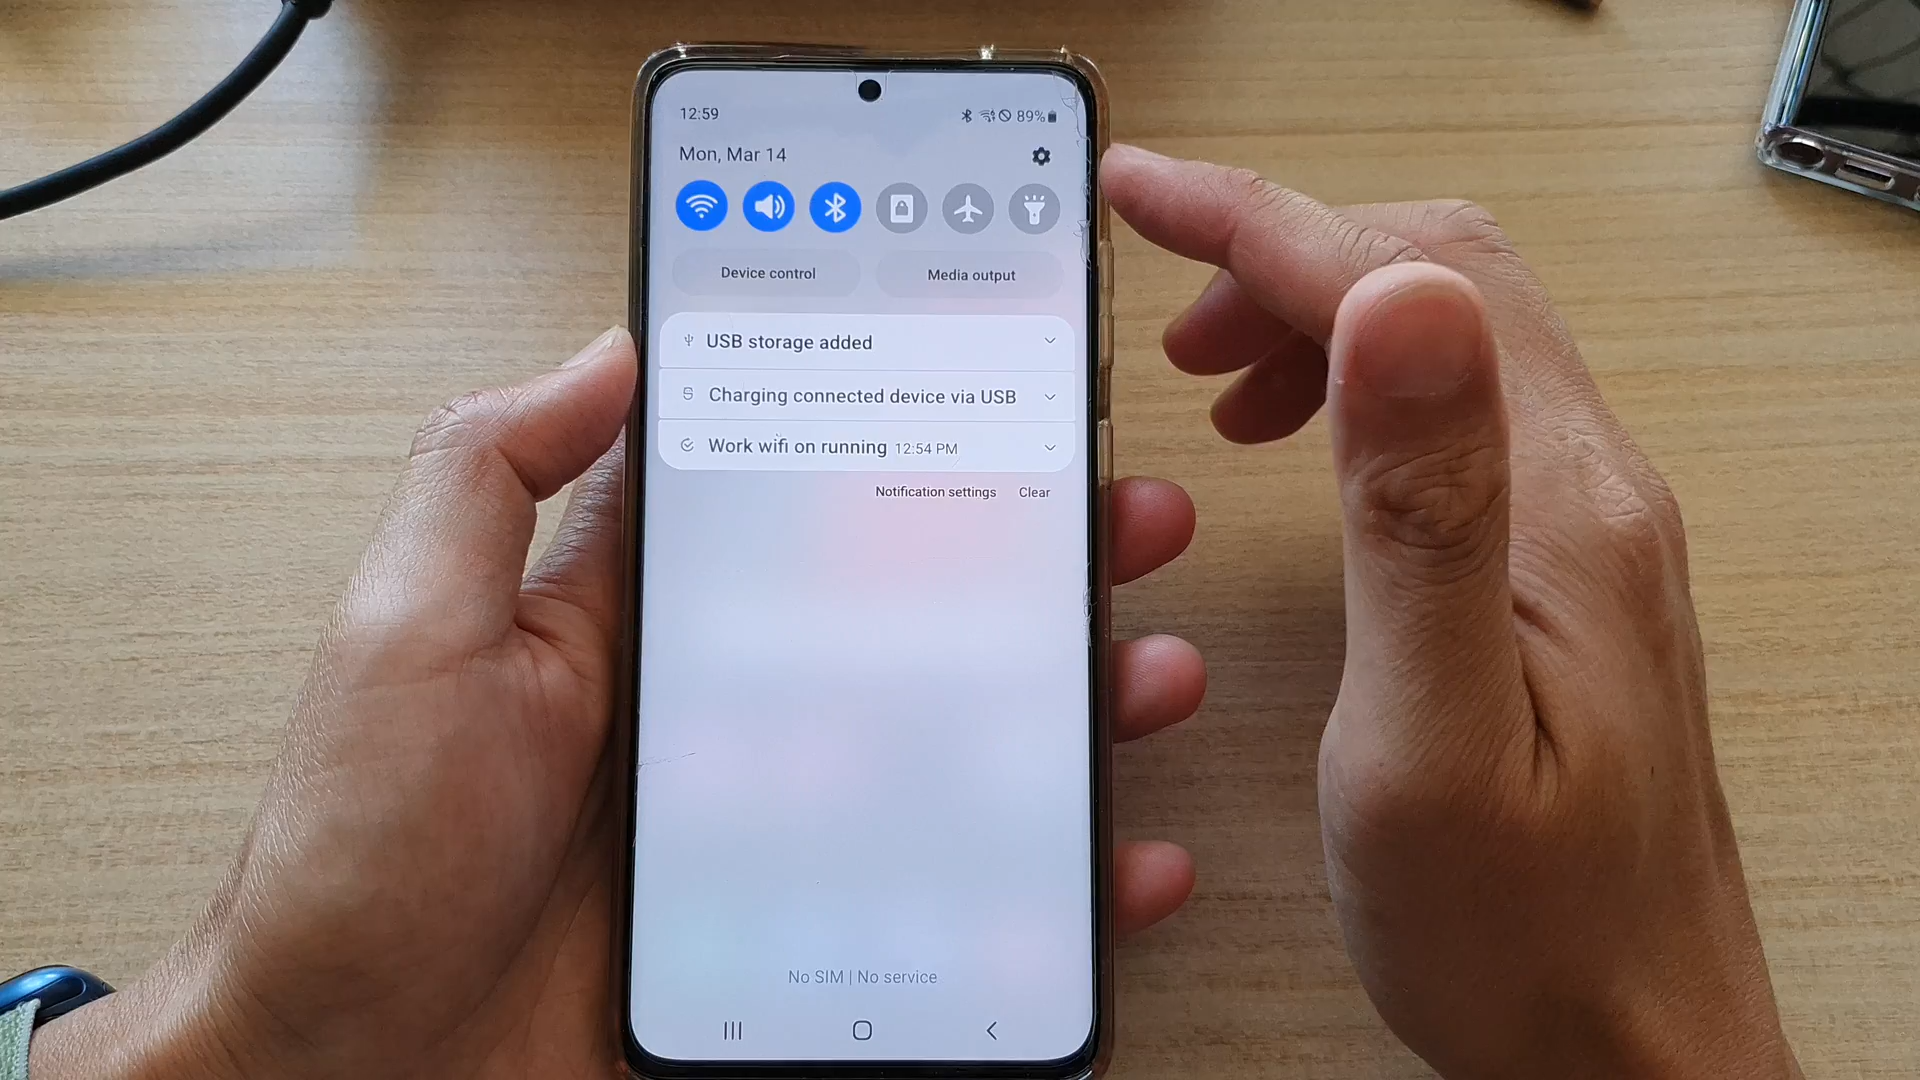 12:59
89%
Mon, Mar 14
Device control
Media output
USB storage added
Charging connected device via USB
Work wifi on running 12:54 PM
Notification settings Clear
No SIM | No service